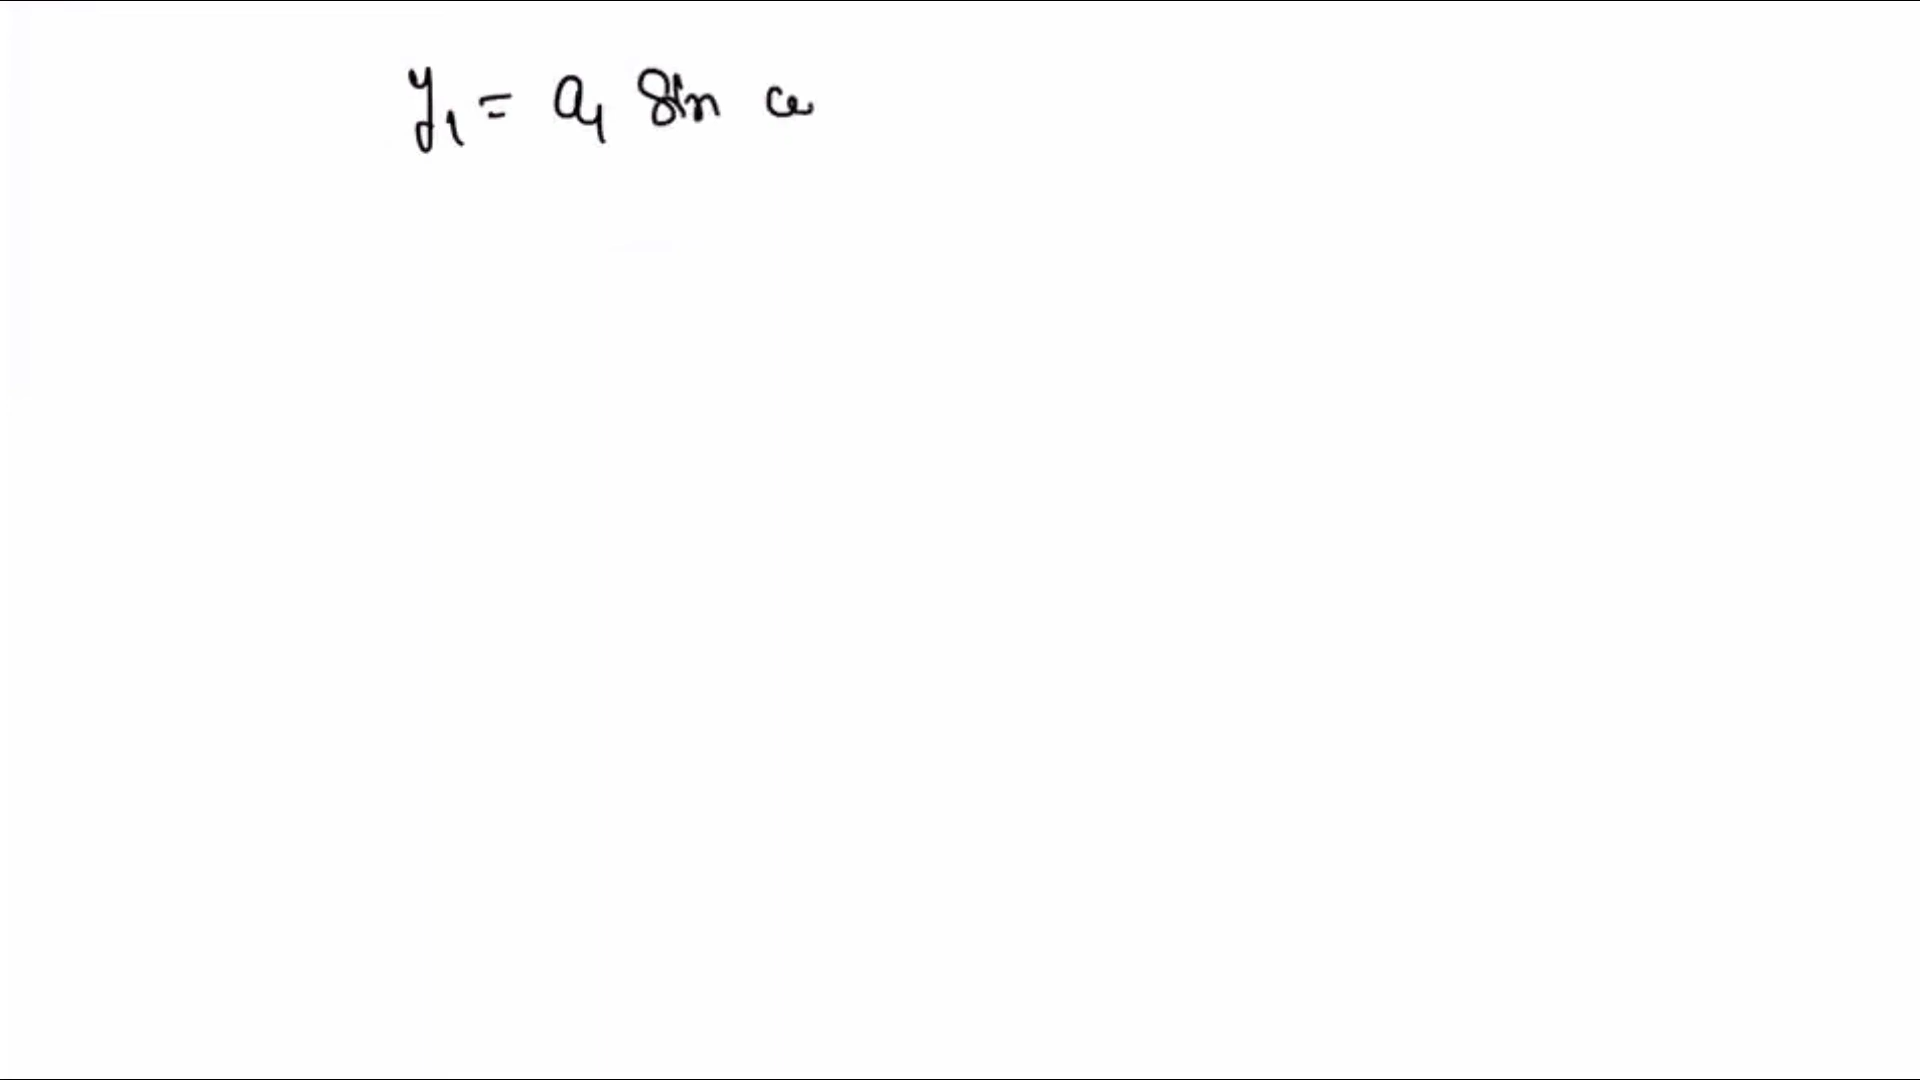 y₁ = a₁ Sin